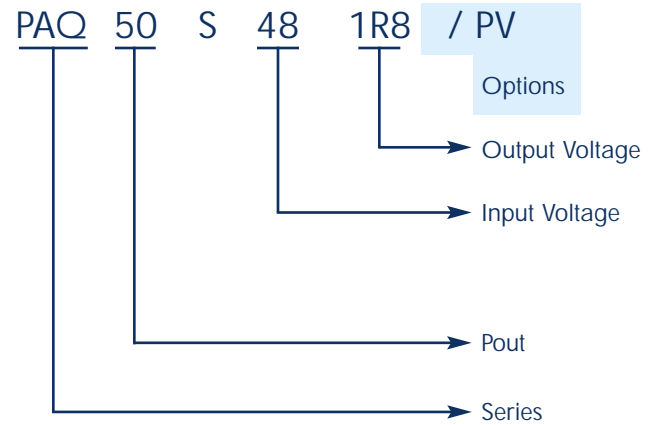 PAQ 50 S 48 1R8 / PV
Options
Output Voltage
Input Voltage
Pout
Series